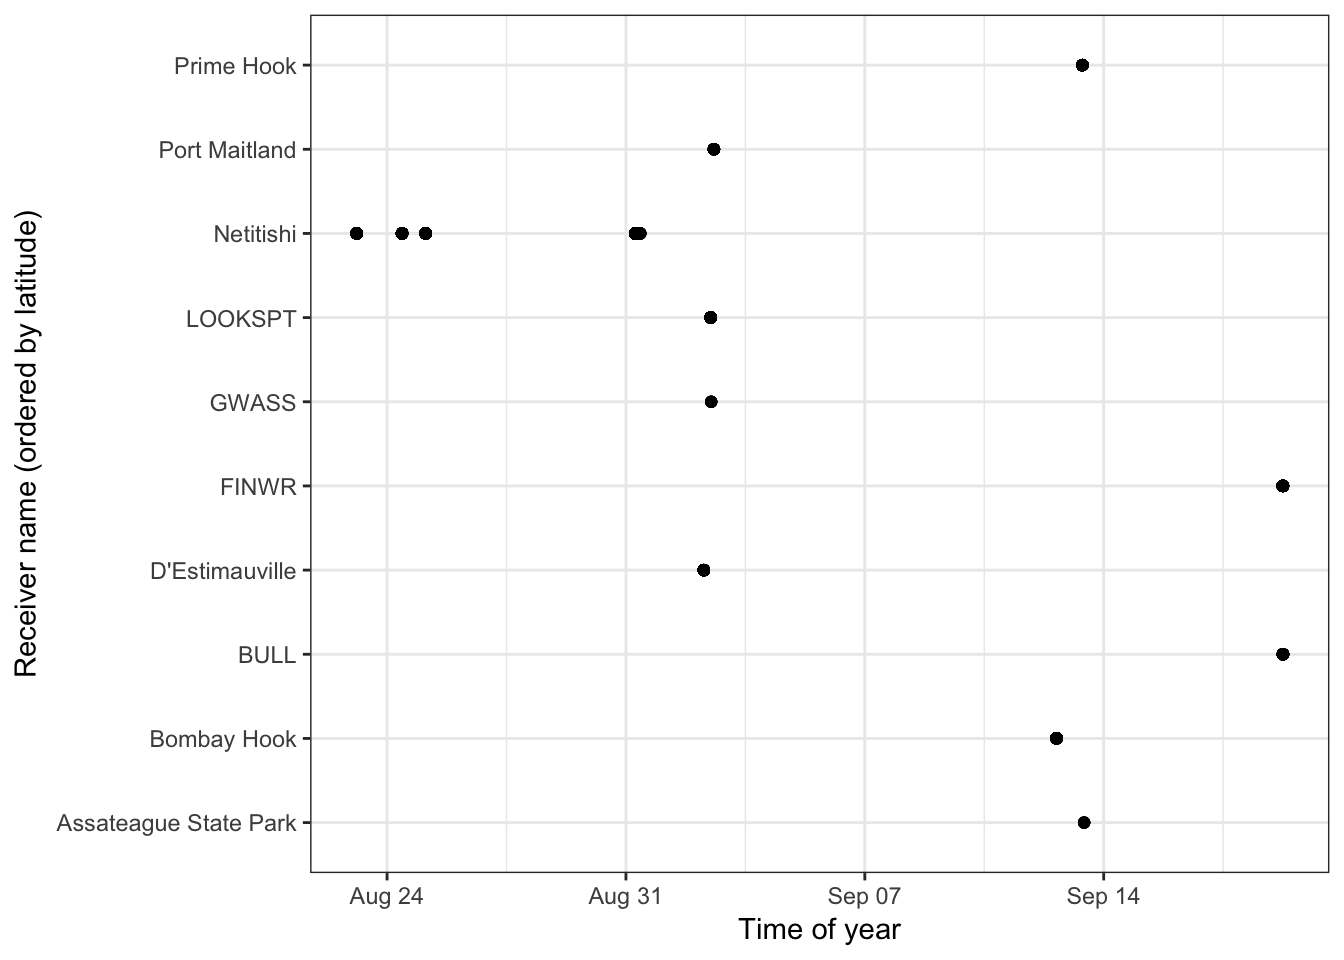 Receiver name (ordered by latitude)
Prime Hook
Port Maitland
Netitishi
LOOKSPT
GWASS
FINWR
D'Estimauville
BULL
Bombay Hook
Assateague State Park
Aug 24 Aug 31 Sep 07 Sep 14
Time of year